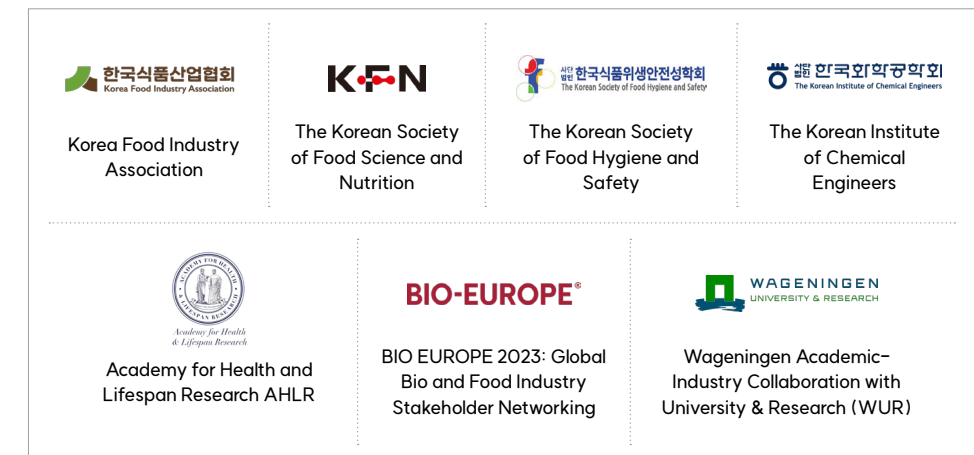 한국식품산업협회
Korea Food Industry Association
Korea Food Industry
Association
KFN
The Korean Society
of Food Science and
Nutrition
사단법인 한국식품위생안전성학회
The Korean Society of Food Hygiene and Safety
The Korean Society
of Food Hygiene and
Safety
사단법인 한국화학공학회
The Korean Institute of Chemical Engineers
The Korean Institute
of Chemical
Engineers
ACADEMY FOR HEALTH
& LIFESPAN RESEARCH
Academy for Health
& Lifespan Research
Academy for Health and
Lifespan Research AHLR
BIO-EUROPE®
BIO EUROPE 2023: Global
Bio and Food Industry
Stakeholder Networking
WAGENINGEN
UNIVERSITY & RESEARCH
Wageningen Academic-
Industry Collaboration with
University & Research (WUR)